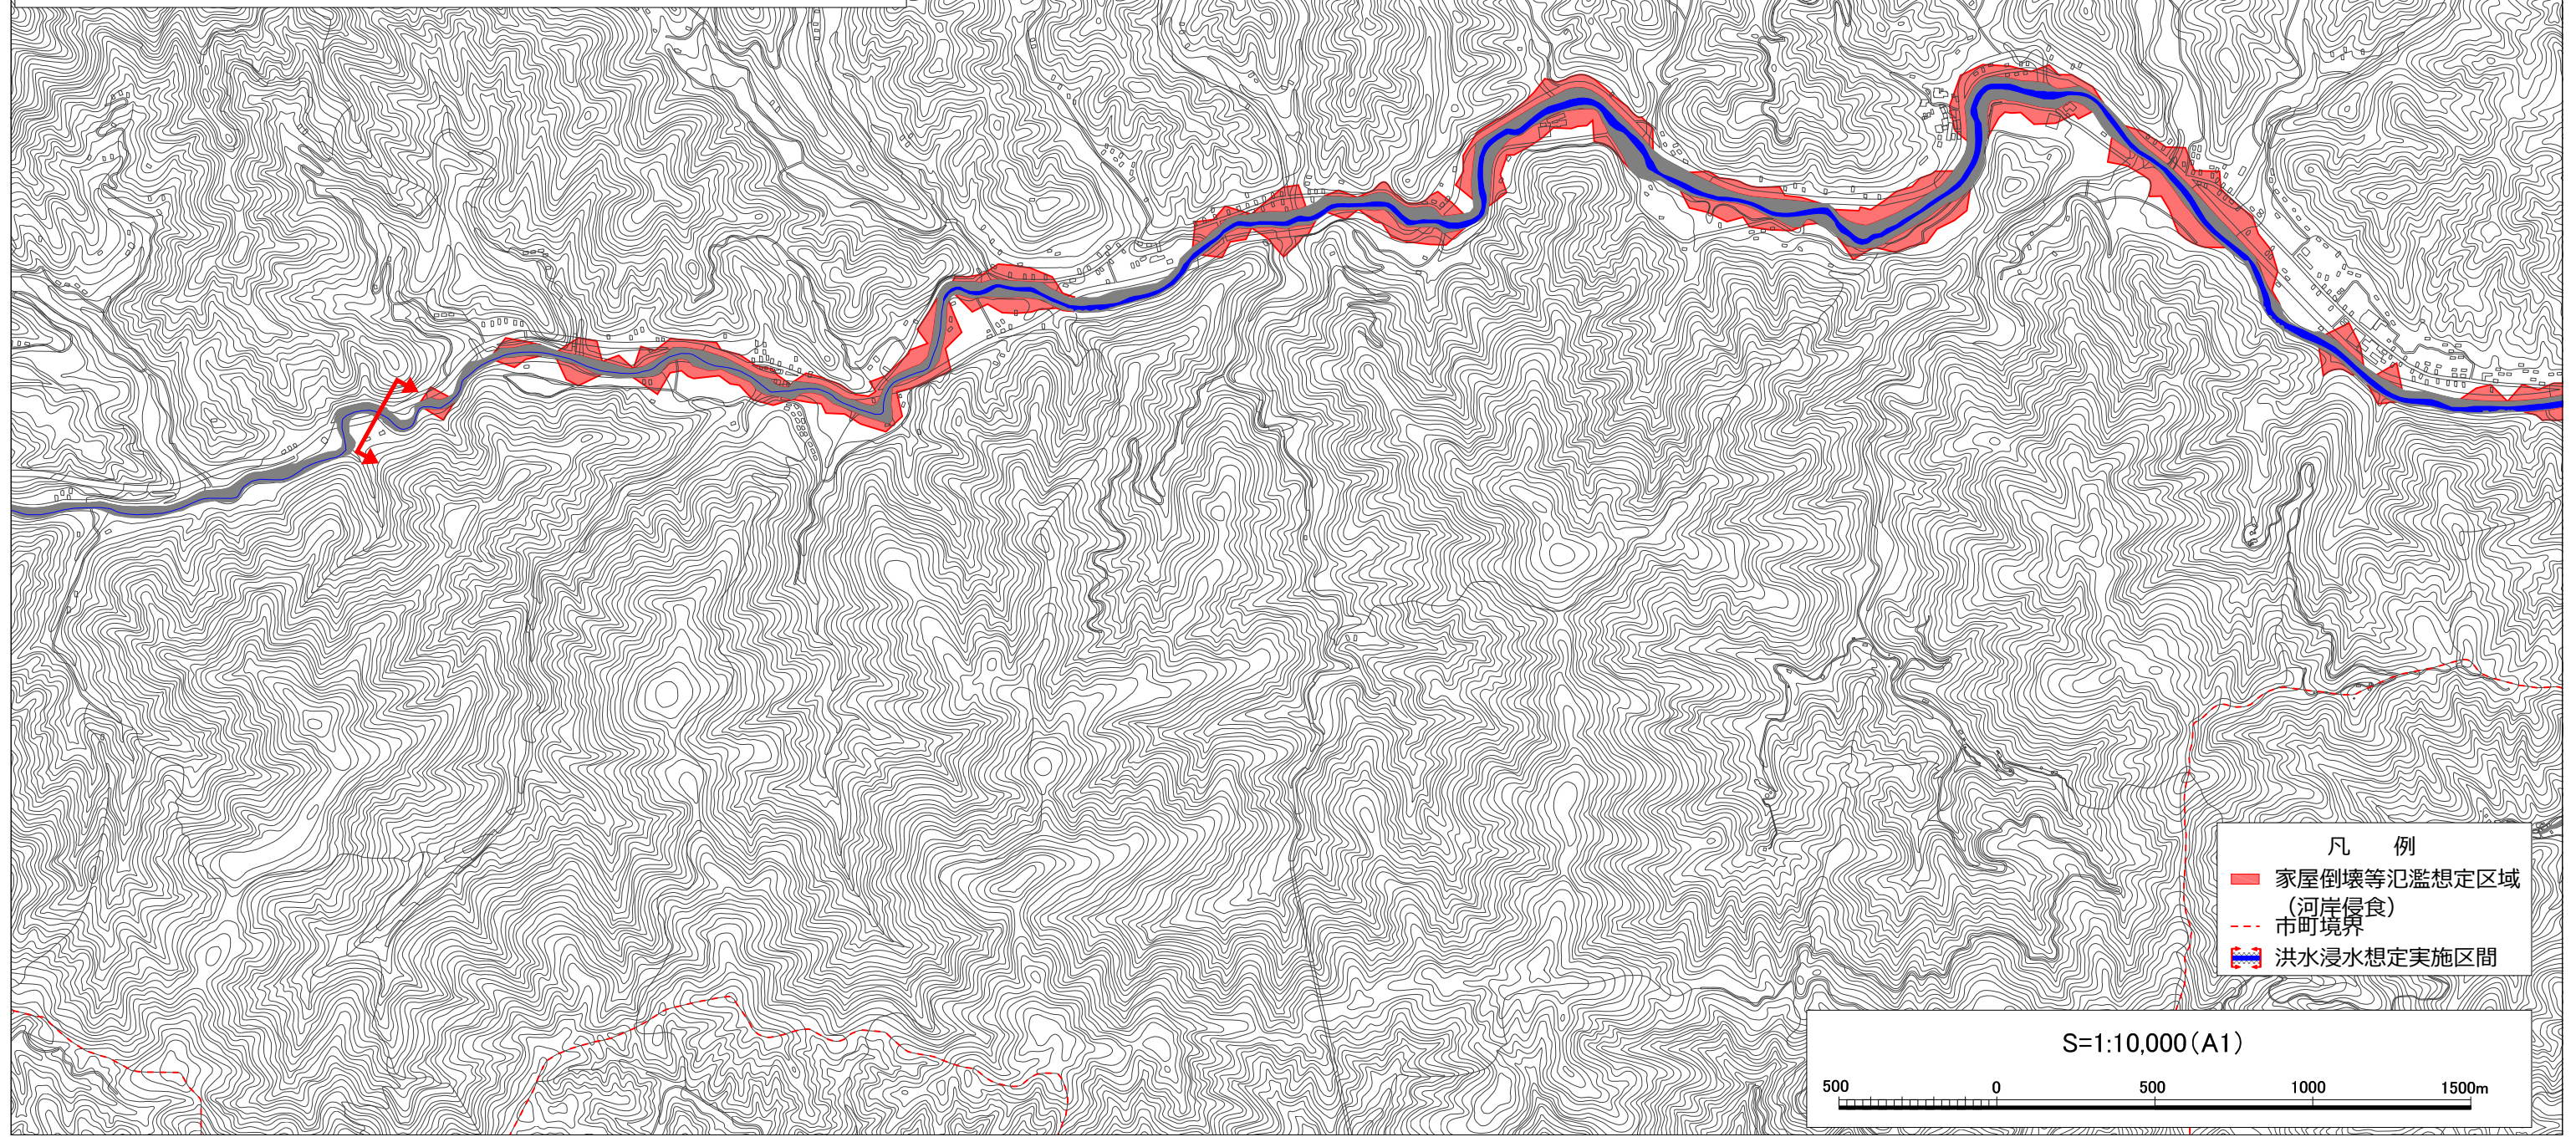 凡　例
家屋倒壊等氾濫想定区域
（河岸侵食）
市町境界
洪水浸水想定実施区間
S=1:10,000（A1）
500 0 500 1000 1500m